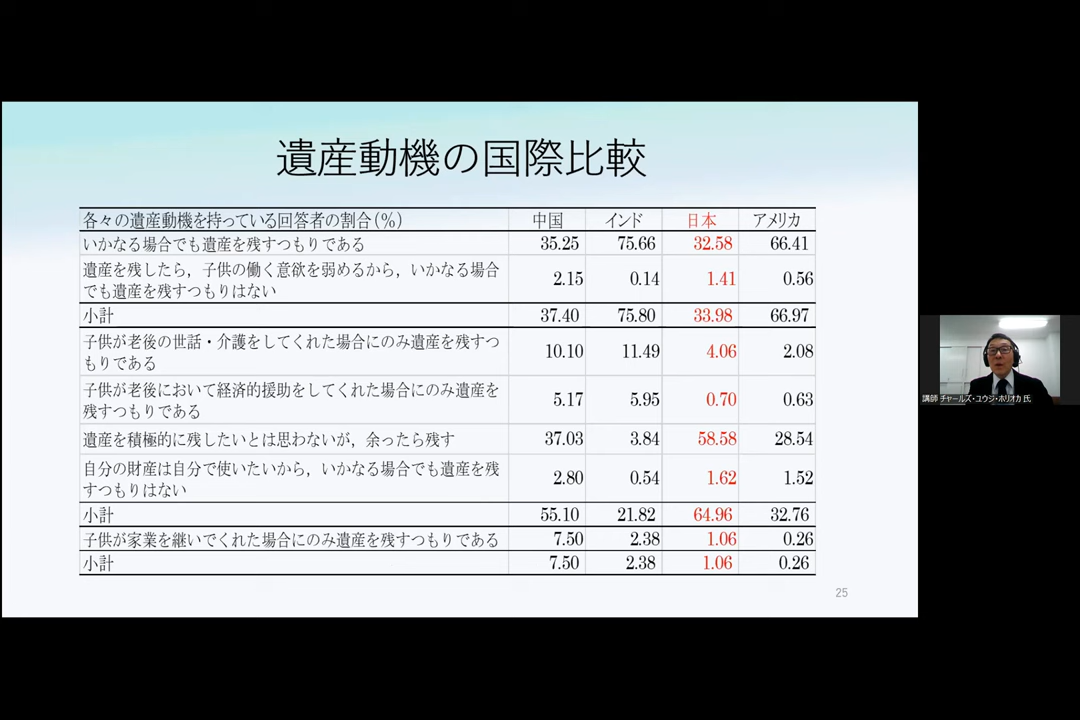 遺産動機の国際比較
各々の遺産動機を持っている回答者の割合(%) 中国 インド 日本 アメリカ
いかなる場合でも遺産を残すつもりである 35.25 75.66 32.58 66.41
遺産を残したら，子供の働く意欲を弱めるから，いかなる場合
でも遺産を残すつもりはない 2.15 0.14 1.41 0.56
小計 37.40 75.80 33.98 66.97
子供が老後の世話・介護をしてくれた場合にのみ遺産を残すつ
もりである 10.10 11.49 4.06 2.08
子供が老後において経済的援助をしてくれた場合にのみ遺産を
残すつもりである 5.17 5.95 0.70 0.63
遺産を積極的に残したいとは思わないが，余ったら残す 37.03 3.84 58.58 28.54
自分の財産は自分で使いたいから，いかなる場合でも遺産を残
すつもりはない 2.80 0.54 1.62 1.52
小計 55.10 21.82 64.96 32.76
子供が家業を継いでくれた場合にのみ遺産を残すつもりである 7.50 2.38 1.06 0.26
小計 7.50 2.38 1.06 0.26
25
講師 チャールズ・ユウジ・ホリオカ 氏